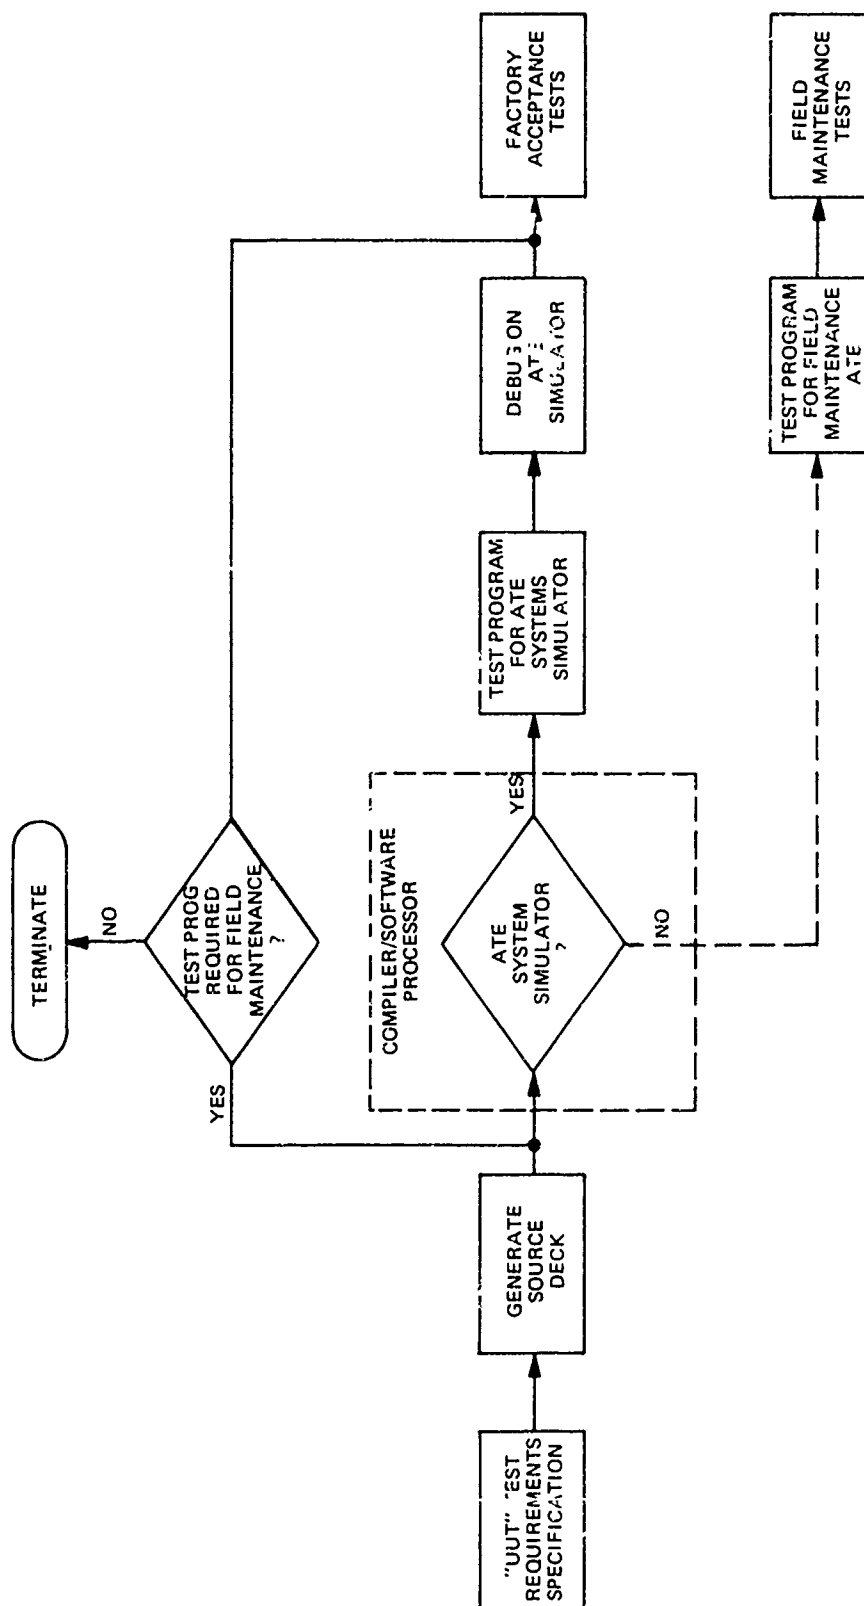 TERMINATE
NO
YES
TEST PROG
REQUIRED
FOR FIELD
MAINTENANCE
?
"UUT" TEST
REQUIREMENTS
SPECIFICATION
GENERATE
SOURCE
DECK
COMPILER/SOFTWARE
PROCESSOR
ATE
SYSTEM
SIMULATOR
?
YES
NO
TEST PROGRAM
FOR ATE
SYSTEMS
SIMULATOR
DEBUG ON
ATE
SIMULATOR
FACTORY
ACCEPTANCE
TESTS
TEST PROGRAM
FOR FIELD
MAINTENANCE
ATE
FIELD
MAINTENANCE
TESTS